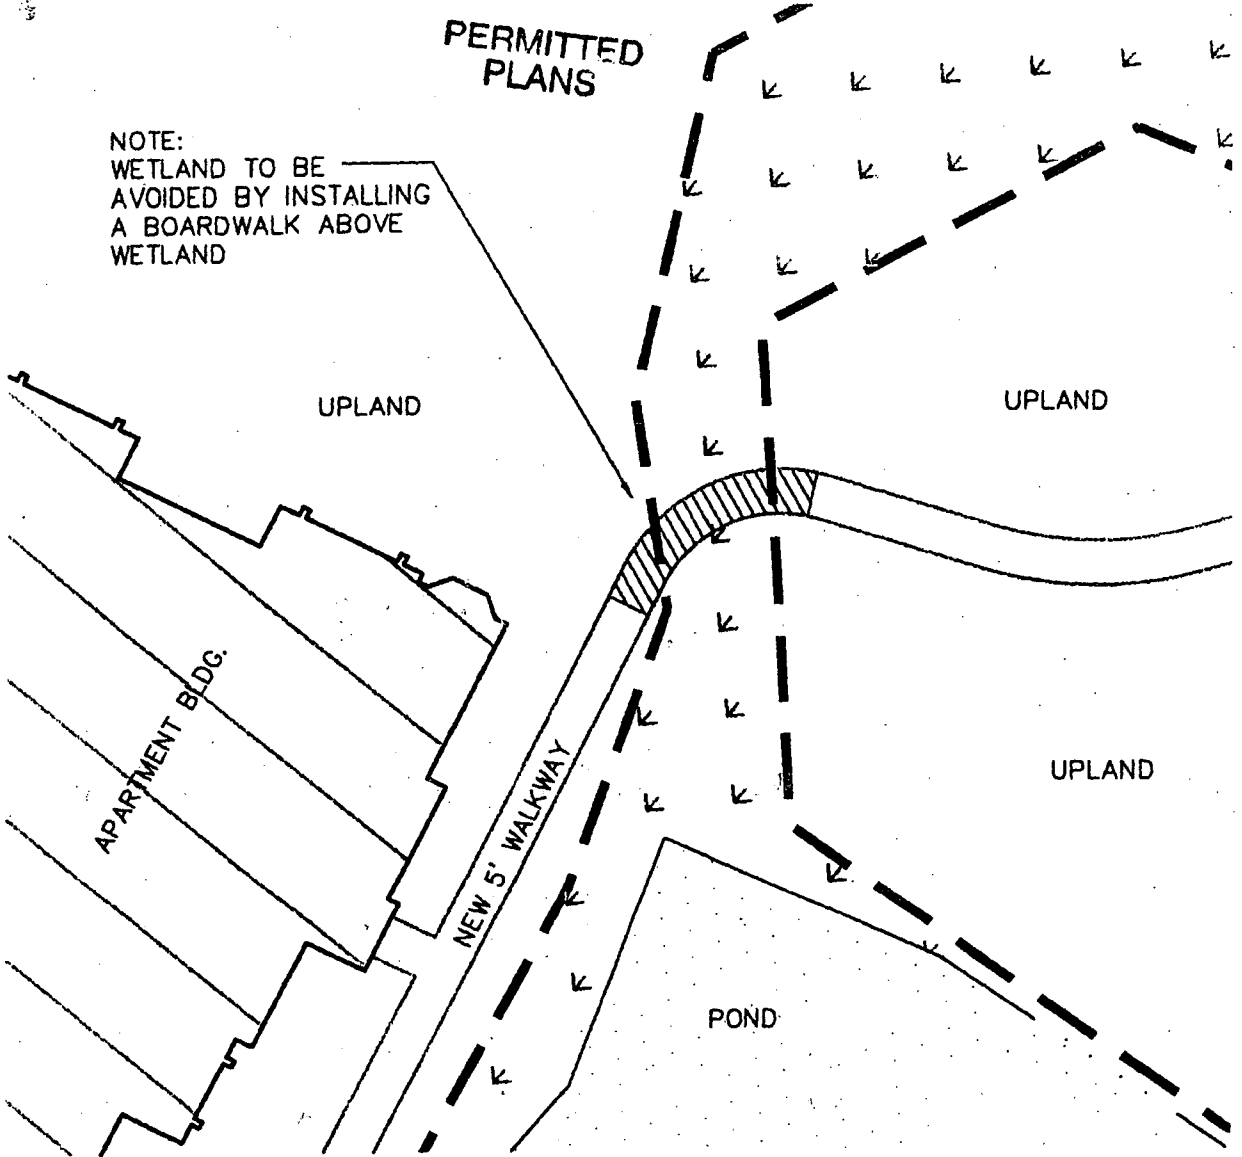 PERMITTED
PLANS
NOTE:
WETLAND TO BE
AVOIDED BY INSTALLING
A BOARDWALK ABOVE
WETLAND
UPLAND
UPLAND
APARTMENT BLDG.
NEW 5' WALKWAY
UPLAND
POND